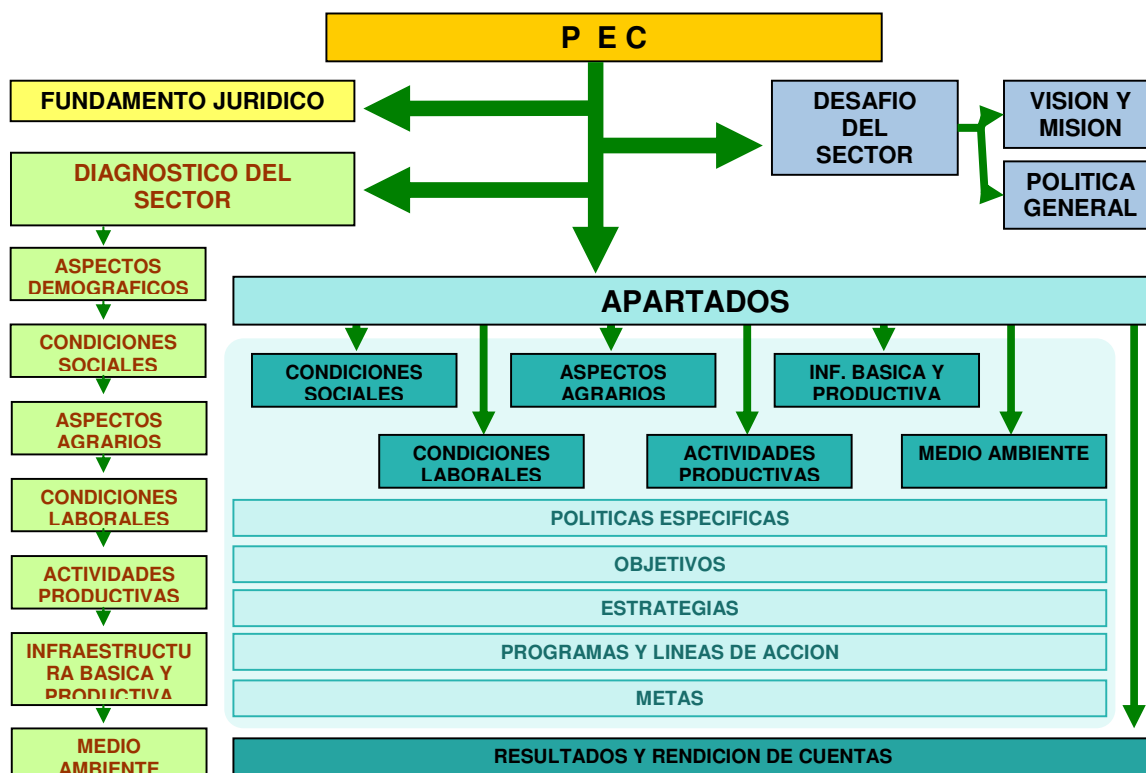 P E C
FUNDAMENTO JURIDICO
DESAFIO
DEL
SECTOR
VISION Y
MISION
POLITICA
GENERAL
DIAGNOSTICO DEL
SECTOR
ASPECTOS
DEMOGRAFICOS
CONDICIONES
SOCIALES
ASPECTOS
AGRARIOS
CONDICIONES
LABORALES
ACTIVIDADES
PRODUCTIVAS
INFRAESTRUCTU
RA BASICA Y
PRODUCTIVA
MEDIO
AMBIENTE
APARTADOS
CONDICIONES
SOCIALES
ASPECTOS
AGRARIOS
INF. BASICA Y
PRODUCTIVA
CONDICIONES
LABORALES
ACTIVIDADES
PRODUCTIVAS
MEDIO AMBIENTE
POLITICAS ESPECIFICAS
OBJETIVOS
ESTRATEGIAS
PROGRAMAS Y LINEAS DE ACCION
METAS
RESULTADOS Y RENDICION DE CUENTAS